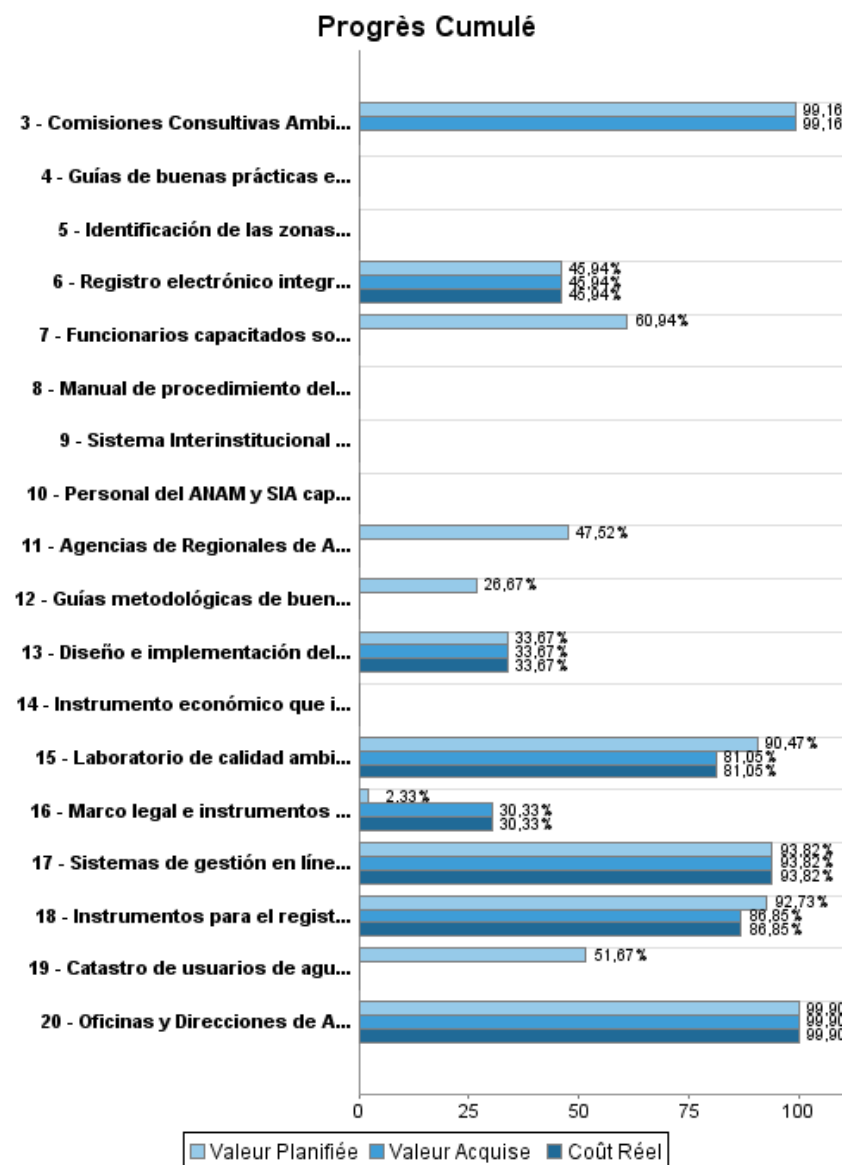 Progrès Cumulé
3 - Comisiones Consultivas Ambi...
99,16
99,16
4 - Guías de buenas prácticas e...
5 - Identificación de las zonas...
6 - Registro electrónico integr...
45,94%
45,94%
45,94%
7 - Funcionarios capacitados so...
60,94%
8 - Manual de procedimiento del...
9 - Sistema Interinstitucional ...
10 - Personal del ANAM y SIA cap...
11 - Agencias de Regionales de A...
47,52%
12 - Guías metodológicas de buen...
26,67%
13 - Diseño e implementación del...
33,67%
33,67%
33,67%
14 - Instrumento económico que i...
15 - Laboratorio de calidad ambi...
90,47%
81,05%
81,05%
16 - Marco legal e instrumentos ...
2,33%
30,33%
30,33%
17 - Sistemas de gestión en líne...
93,82%
93,82%
93,82%
18 - Instrumentos para el regist...
92,73%
86,85%
86,85%
19 - Catastro de usuarios de agu...
51,67%
20 - Oficinas y Direcciones de A...
99,90
99,90
99,90
0 25 50 75 100
Valeur Planifiée Valeur Acquise Coût Réel